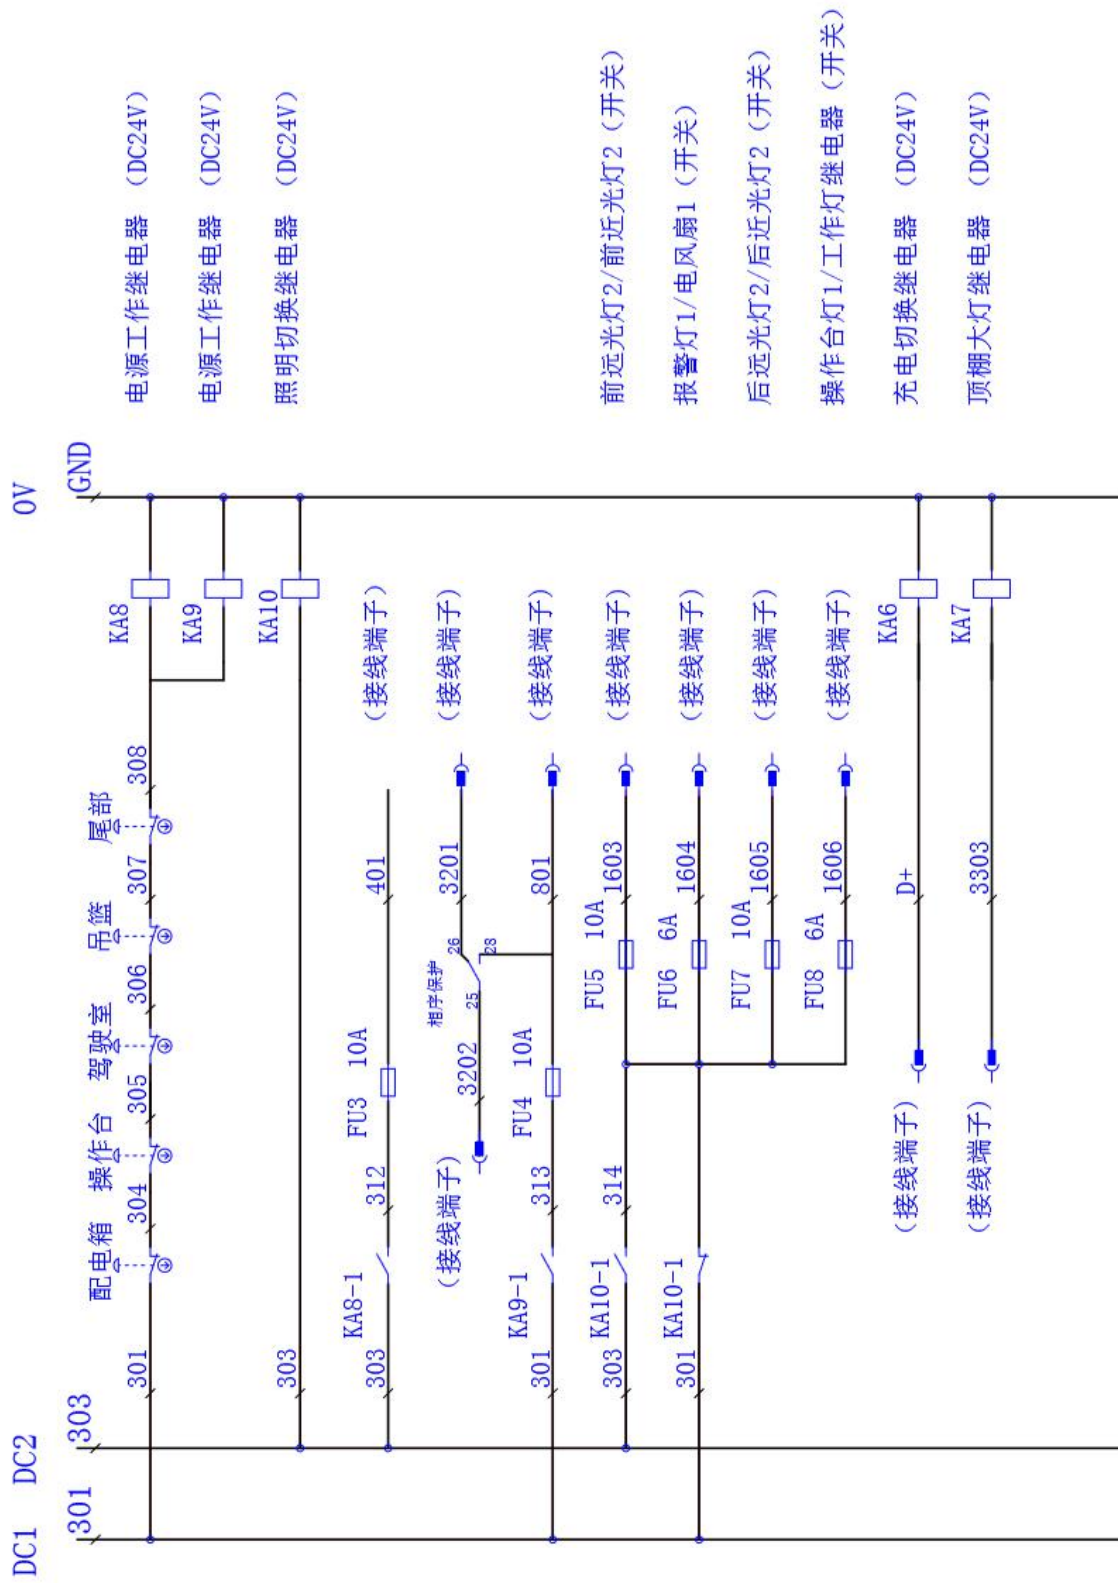 DC1
DC2
0V
301
303
GND
301
配电箱
304
操作台
305
驾驶室
306
吊篮
307
尾部
308
KA8
电源工作继电器 (DC24V)
KA9
电源工作继电器 (DC24V)
303
KA10
照明切换继电器 (DC24V)
303
KA8-1
312
FU3 10A
401
(接线端子)
(接线端子)
3202
相序保护
25
26
28
3201
(接线端子)
301
KA9-1
313
FU4 10A
801
(接线端子)
303
KA10-1
314
FU5 10A
1603
(接线端子)
前远光灯2/前近光灯2 (开关)
301
KA10-1
FU6 6A
1604
(接线端子)
报警灯1/电风扇1 (开关)
FU7 10A
1605
(接线端子)
后远光灯2/后近光灯2 (开关)
FU8 6A
1606
(接线端子)
操作台灯1/工作灯继电器 (开关)
(接线端子)
D+
KA6
充电切换继电器 (DC24V)
(接线端子)
3303
KA7
顶棚大灯继电器 (DC24V)